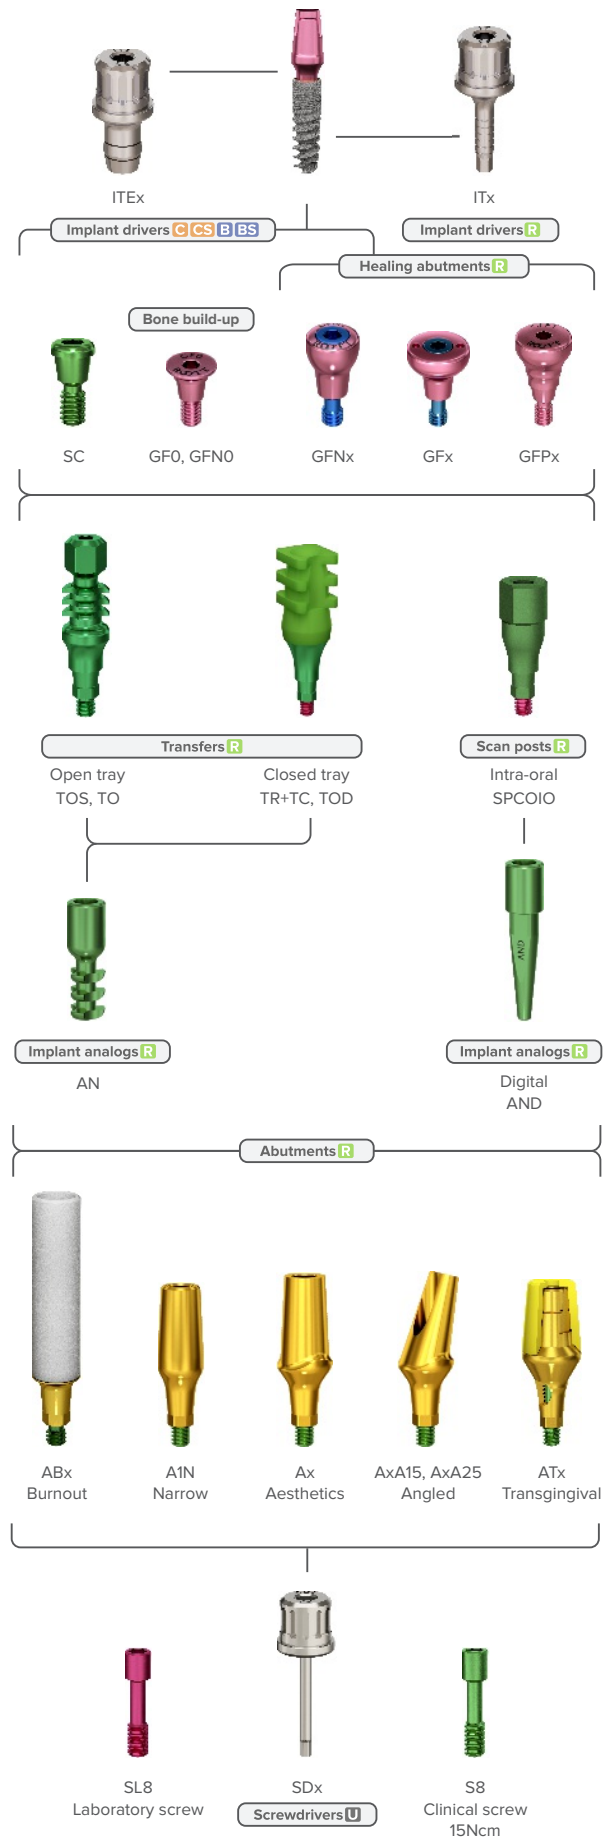 ITEx
ITx
Implant drivers C CS B BS
Implant drivers R
Healing abutments R
Bone build-up
SC
GF0, GFN0
GFNx
GFx
GFPx
Transfers R
Scan posts R
Open tray
TOS, TO
Closed tray
TR+TC, TOD
Intra-oral
SPCOIO
GNV
Implant analogs R
AN
Implant analogs R
Digital
AND
Abutments R
ABx
Burnout
A1N
Narrow
Ax
Aesthetics
AxA15, AxA25
Angled
ATx
Transgingival
SL8
Laboratory screw
SDx
Screwdrivers U
S8
Clinical screw
15Ncm